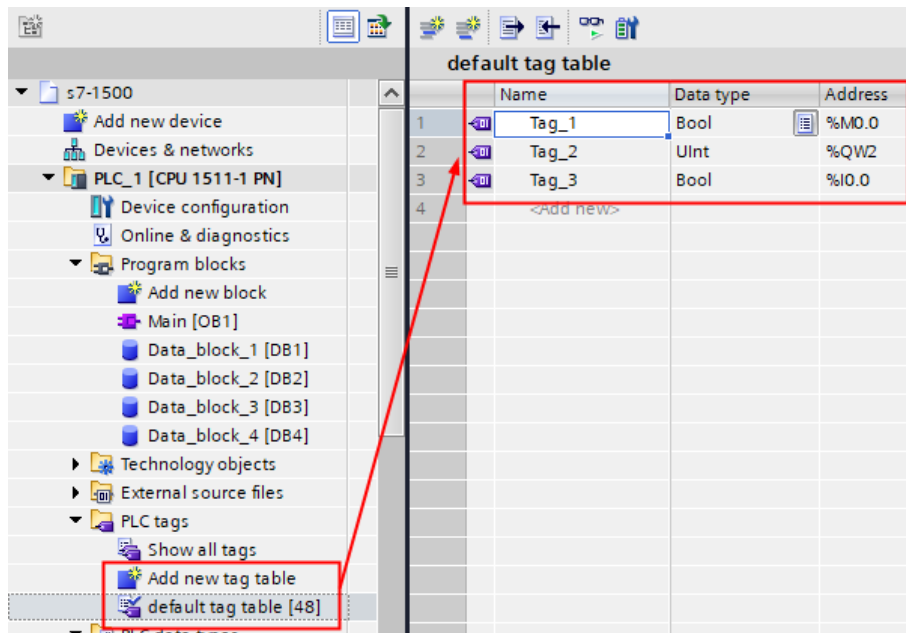 default tag table
s7-1500
Add new device
Devices & networks
PLC_1 [CPU 1511-1 PN]
Device configuration
Online & diagnostics
Program blocks
Add new block
Main [OB1]
Data_block_1 [DB1]
Data_block_2 [DB2]
Data_block_3 [DB3]
Data_block_4 [DB4]
Technology objects
External source files
PLC tags
Show all tags
Add new tag table
default tag table [48]
PLC data types
Name Data type Address
1 Tag_1 Bool %M0.0
2 Tag_2 UInt %QW2
3 Tag_3 Bool %I0.0
4 <Add new>